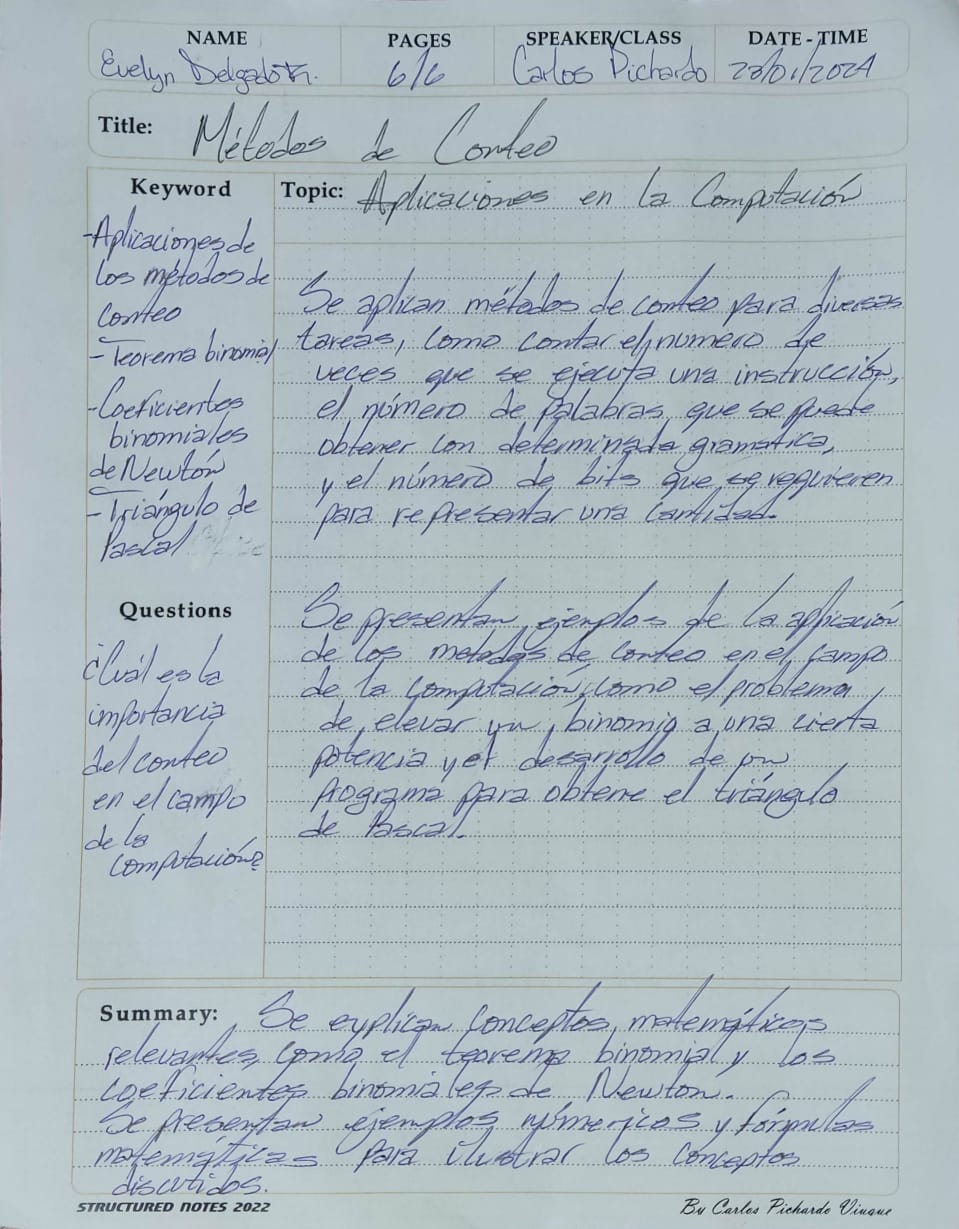 NAME
PAGES
SPEAKER/CLASS
DATE - TIME
Evelyn Delgado
6/6
Carlos Pichardo
Title: Métodos de Conteo
Keyword
-Aplicaciones de
los métodos de
Conteo
- Teorema binomial
-Coeficientes
binomiales
de Newton
- Triángulo de
Pascal
Questions
¿Cuál es la
importancia
del conteo
en el campo
de la
computación?
Topic: Aplicaciones en la Computación
Se aplican métodos de conteo para diversas
tareas, como contar el número de
veces que se ejecuta una instrucción,
el número de palabras que se puede
obtener con determinada gramatica,
y el número de bits que se requieren
para representar una cantidad.
Se presentan ejemplos de la aplicación
de los metodos de conteo en el campo
de la computación, como el problema
de elevar un binomio a una cierta
potencia y el desarrollo de un
programa para obtener el triángulo
de Pascal.
Summary: Se explican conceptos matemáticos
relevantes como el teorema binomial y los
coeficientes binomiales de Newton.
Se presentan ejemplos númericos y fórmulas
matemáticas para ilustrar los conceptos
discutidos.
STRUCTURED NOTES 2022
By Carlos Pichardo Viuque